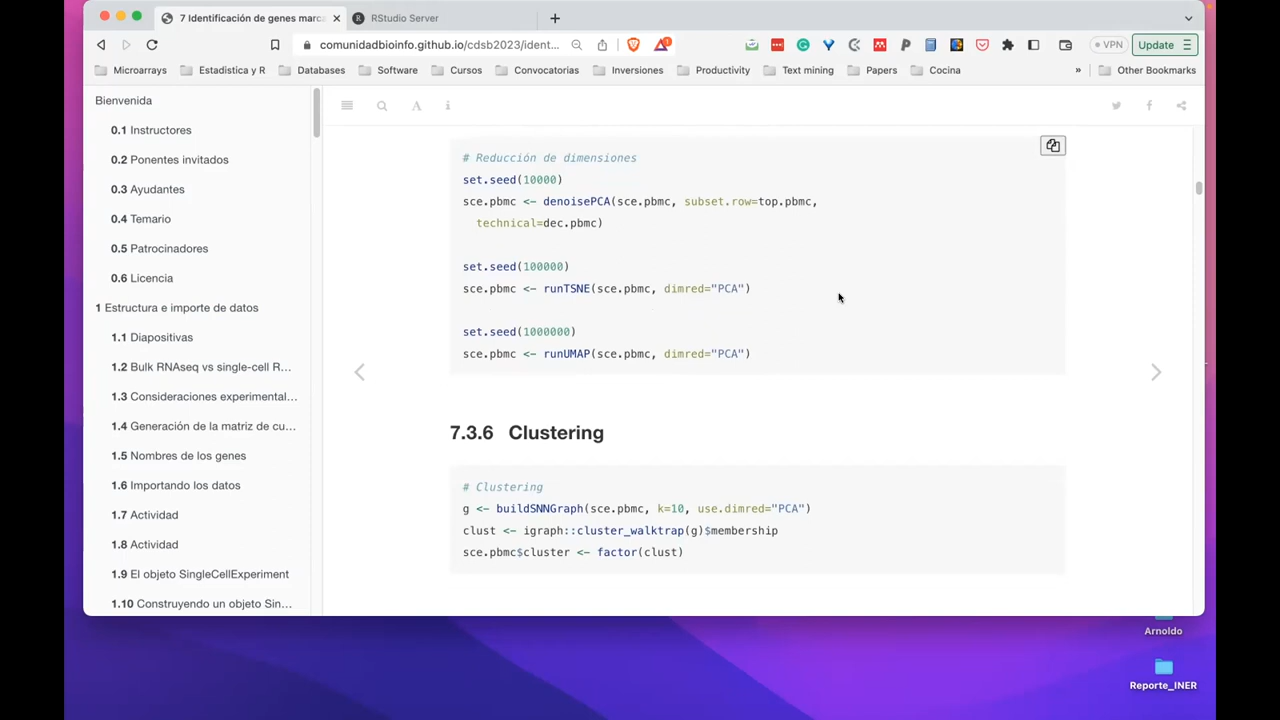 7 Identificación de genes marca
RStudio Server
comunidadbioinfo.github.io/cdsb2023/ident...
VPN
Update
Microarrays
Estadistica y R
Databases
Software
Cursos
Convocatorias
Inversiones
Productivity
Text mining
Papers
Cocina
»
Other Bookmarks
Bienvenida
0.1 Instructores
0.2 Ponentes invitados
0.3 Ayudantes
0.4 Temario
0.5 Patrocinadores
0.6 Licencia
1 Estructura e importe de datos
1.1 Diapositivas
1.2 Bulk RNAseq vs single-cell R...
1.3 Consideraciones experimental...
1.4 Generación de la matriz de cu...
1.5 Nombres de los genes
1.6 Importando los datos
1.7 Actividad
1.8 Actividad
1.9 El objeto SingleCellExperiment
1.10 Construyendo un objeto Sin...
# Reducción de dimensiones
set.seed(10000)
sce.pbmc <- denoisePCA(sce.pbmc, subset.row=top.pbmc,
technical=dec.pbmc)
set.seed(100000)
sce.pbmc <- runTSNE(sce.pbmc, dimred="PCA")
set.seed(1000000)
sce.pbmc <- runUMAP(sce.pbmc, dimred="PCA")
7.3.6 Clustering
# Clustering
g <- buildSNNGraph(sce.pbmc, k=10, use.dimred="PCA")
clust <- igraph::cluster_walktrap(g)$membership
sce.pbmc$cluster <- factor(clust)
Arnoldo
Reporte_INER